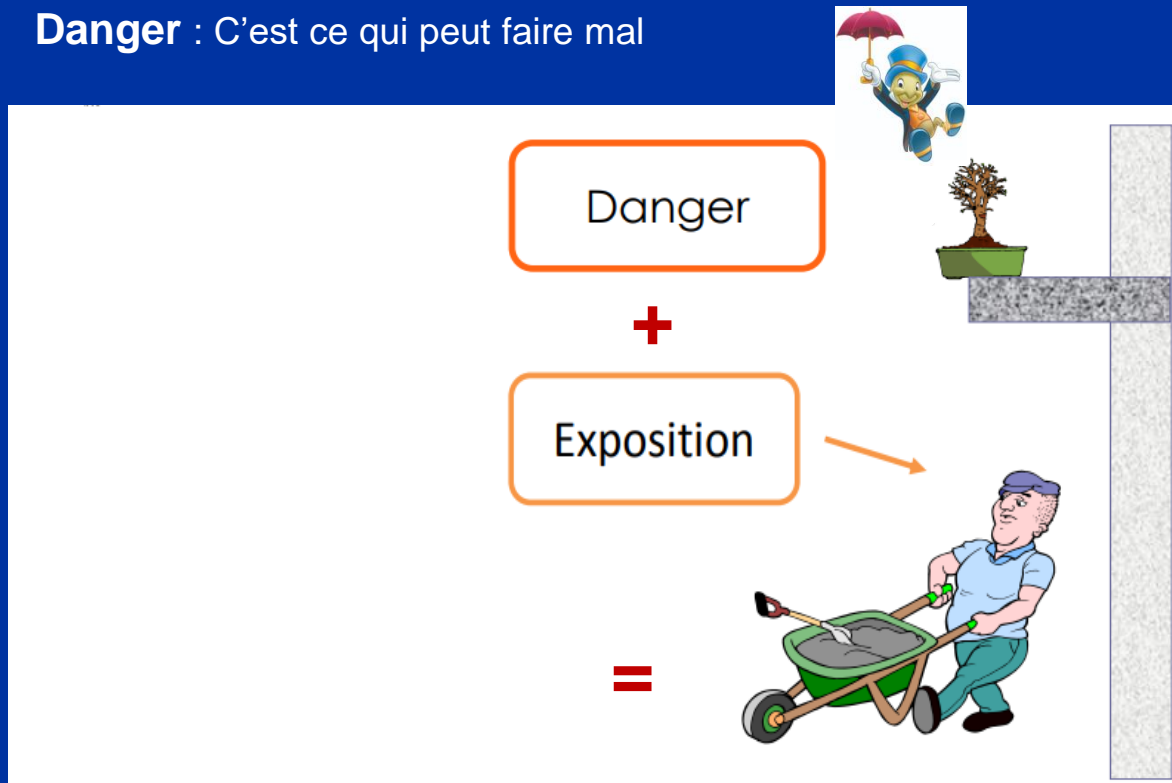 Danger : C’est ce qui peut faire mal
Danger
+
Exposition
=